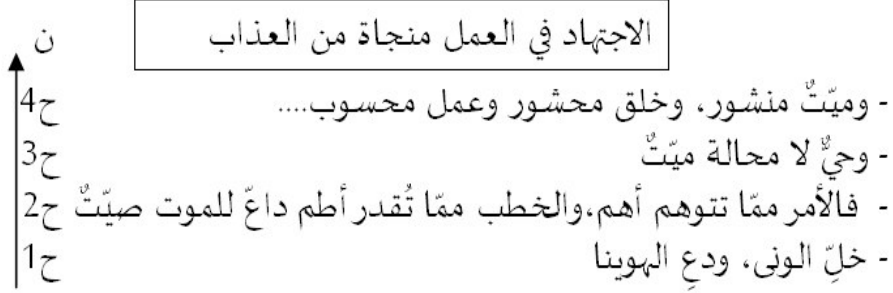 الاجتهاد في العمل منجاة من العذاب
ن
- وميّتٌ منشور، وخلق محشور وعمل محسوب.... ح4
- وحيٌّ لا محالة ميّتٌ ح3
- فالأمر ممّا تتوهم أهم،والخطب ممّا تُقدر أطم داعّ للموت صيّتٌ ح2
- خلِّ الونى، ودعِ الهوينا ح1